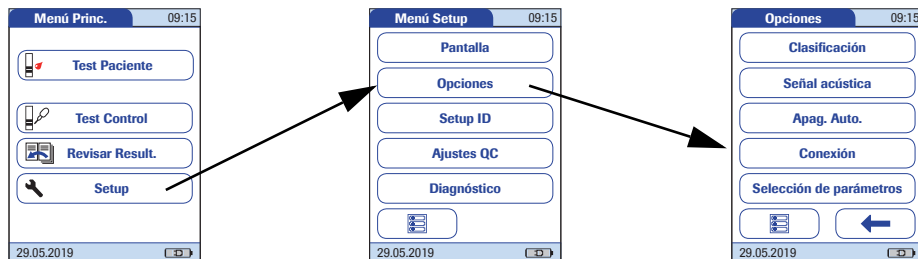 Menú Princ. 09:15
Test Paciente
Test Control
Revisar Result.
Setup
29.05.2019
Menú Setup 09:15
Pantalla
Opciones
Setup ID
Ajustes QC
Diagnóstico
29.05.2019
Opciones 09:15
Clasificación
Señal acústica
Apag. Auto.
Conexión
Selección de parámetros
29.05.2019